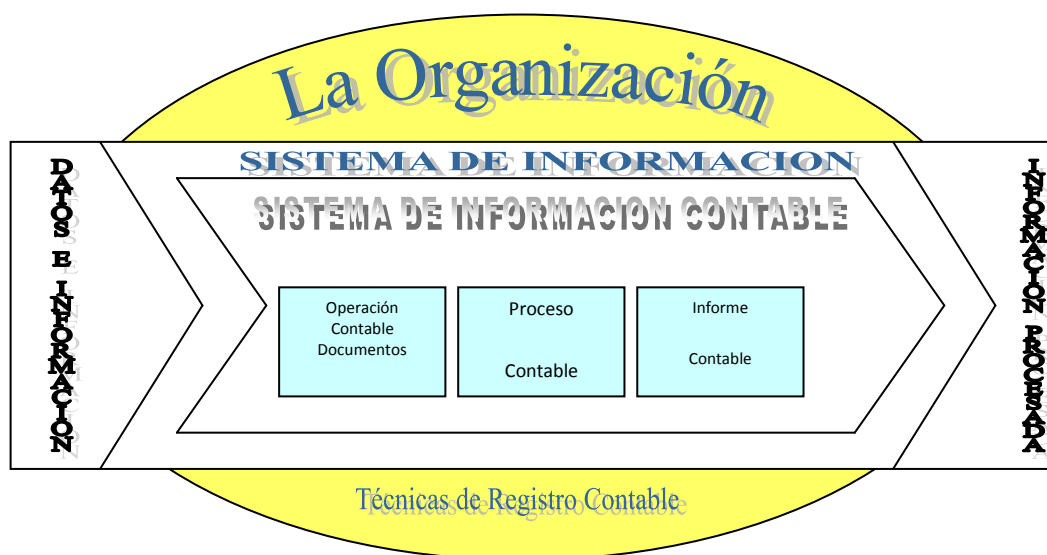 La Organización
SISTEMA DE INFORMACION
SISTEMA DE INFORMACION CONTABLE
DATOS E INFORMACION
Operación
Contable
Documentos
Proceso
Contable
Informe
Contable
INFORMACION PROCESADA
Técnicas de Registro Contable